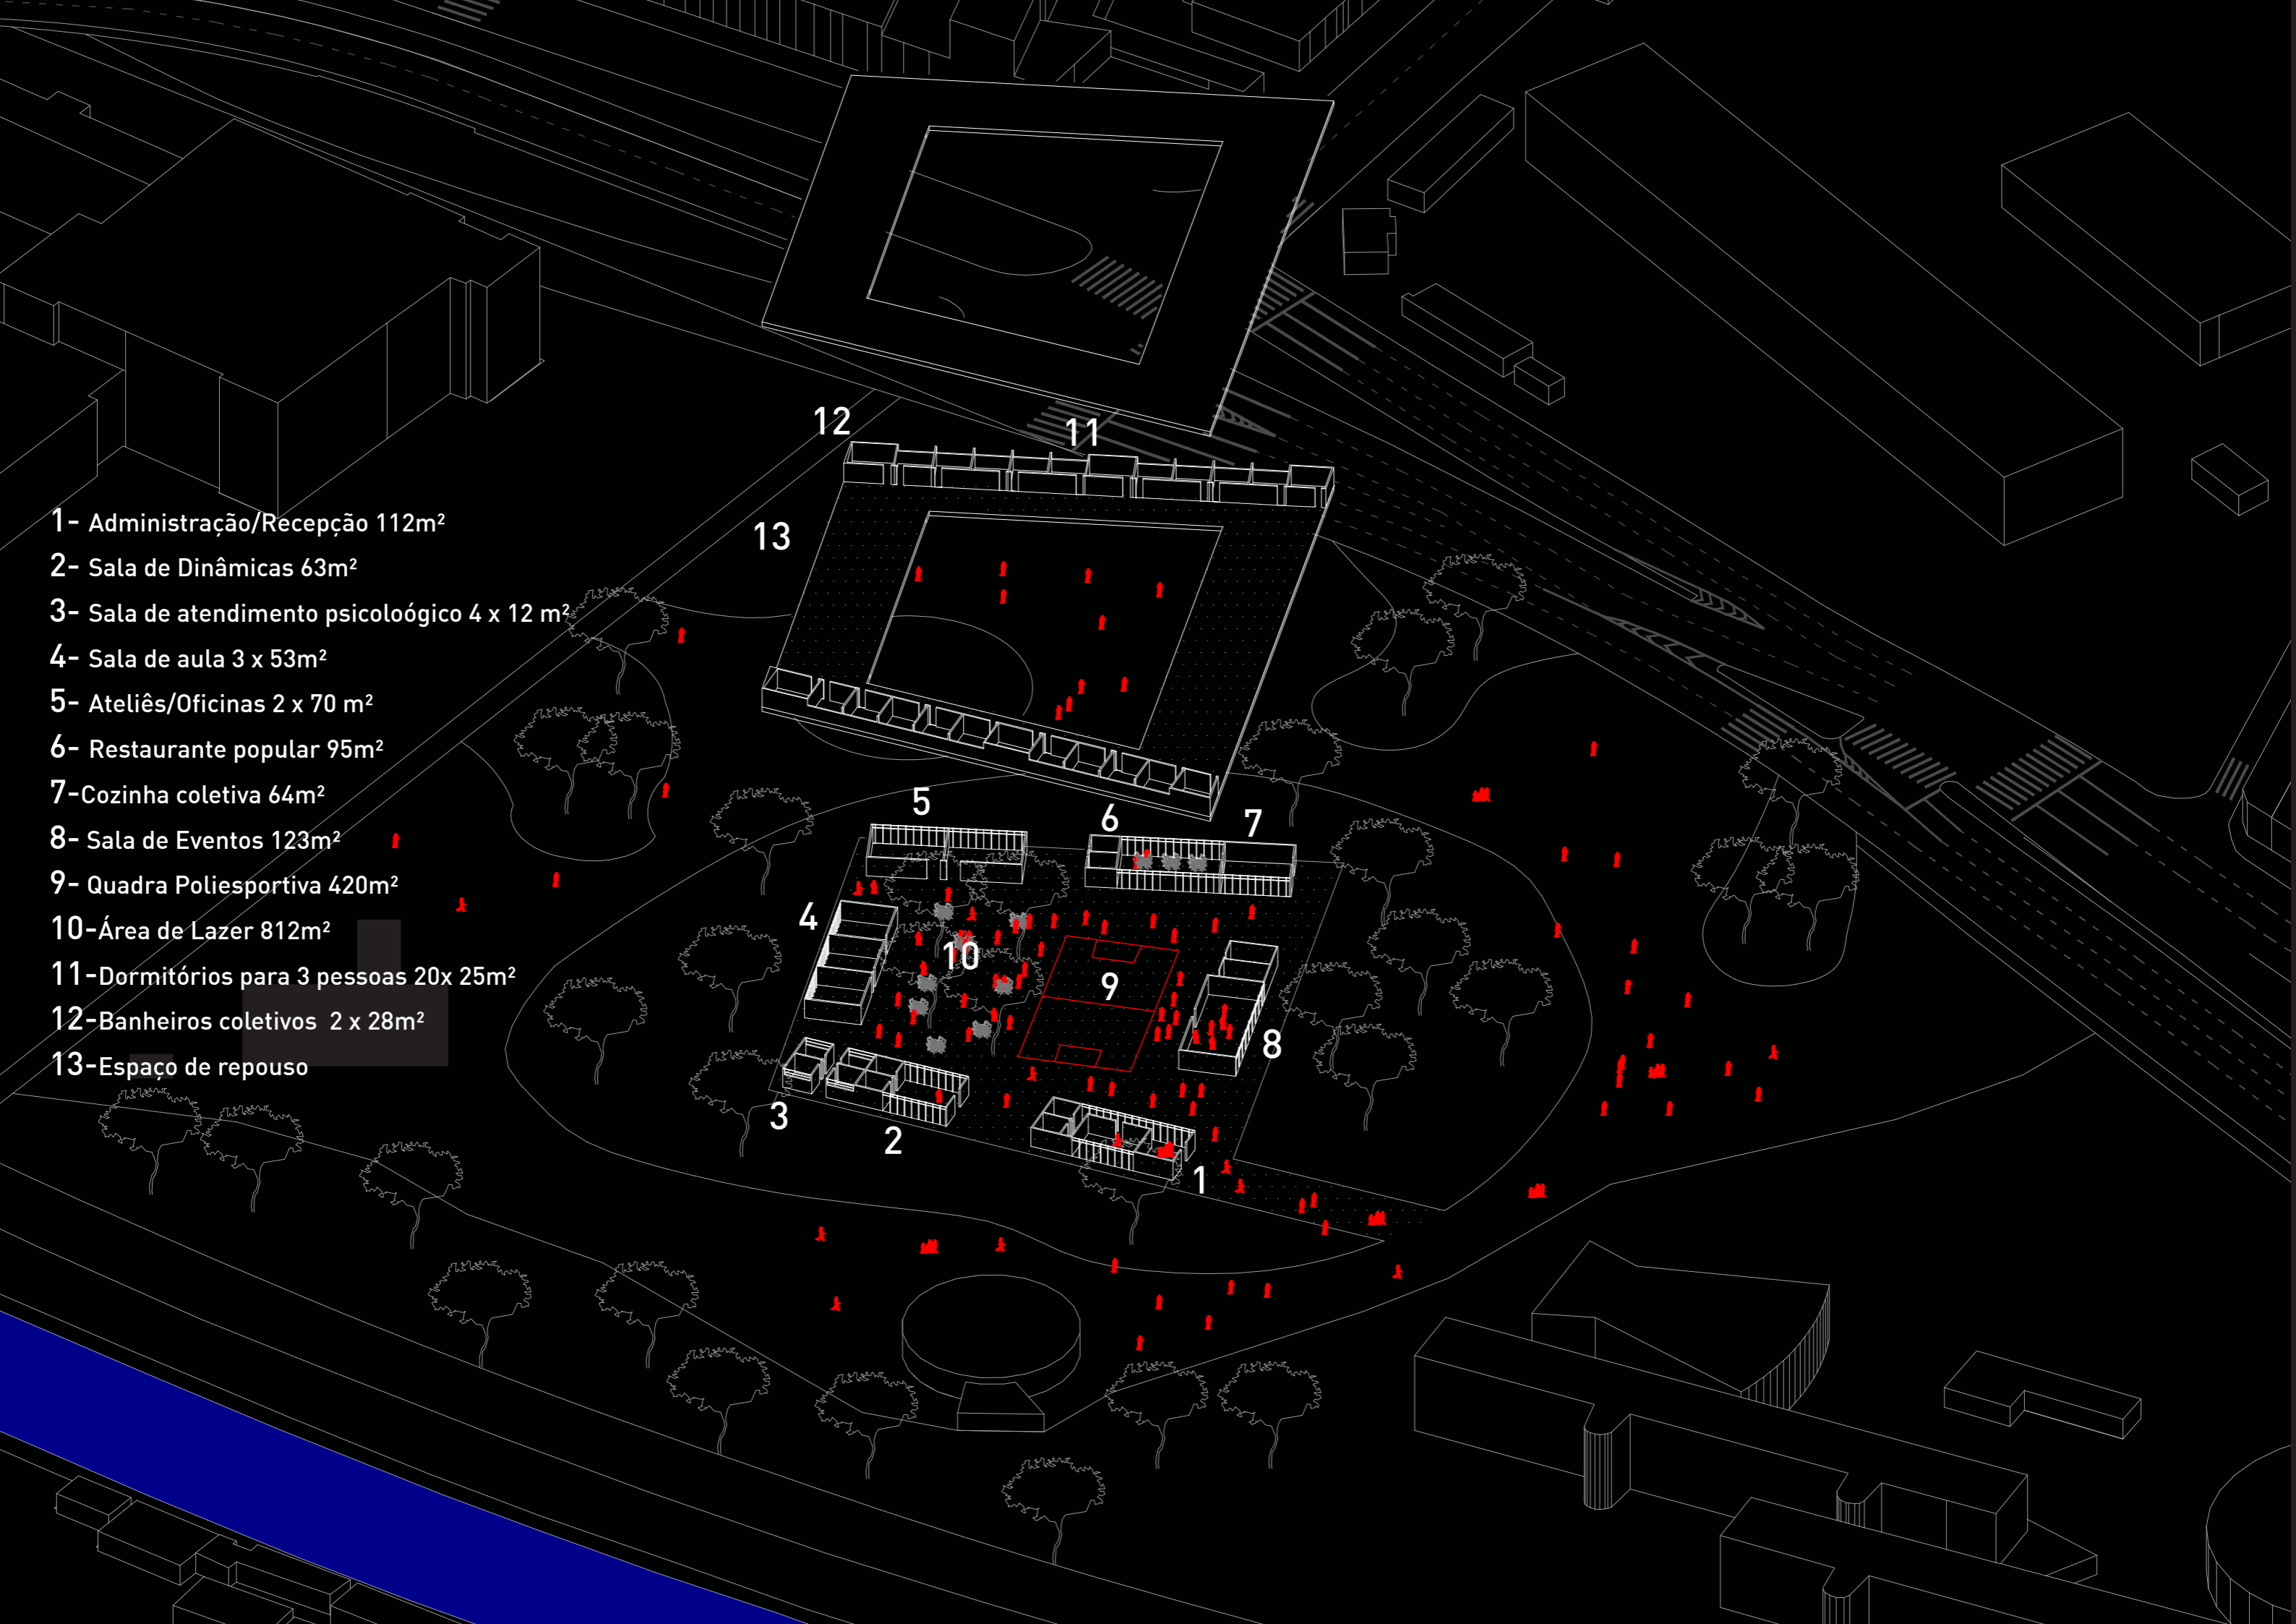 12
11
13
1- Administração/Recepção 112m²
2- Sala de Dinâmicas 63m²
3- Sala de atendimento psicoloógico 4 x 12 m²
4- Sala de aula 3 x 53m²
5- Ateliês/Oficinas 2 x 70 m²
6- Restaurante popular 95m²
7-Cozinha coletiva 64m²
8- Sala de Eventos 123m²
9- Quadra Poliesportiva 420m²
10-Área de Lazer 812m²
11-Dormitórios para 3 pessoas 20x 25m²
12-Banheiros coletivos 2 x 28m²
13-Espaço de repouso
5
6
7
4
10
9
8
3
2
1